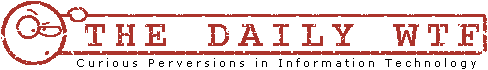 THE DAILY WTF
Curious Perversions in Information Technology